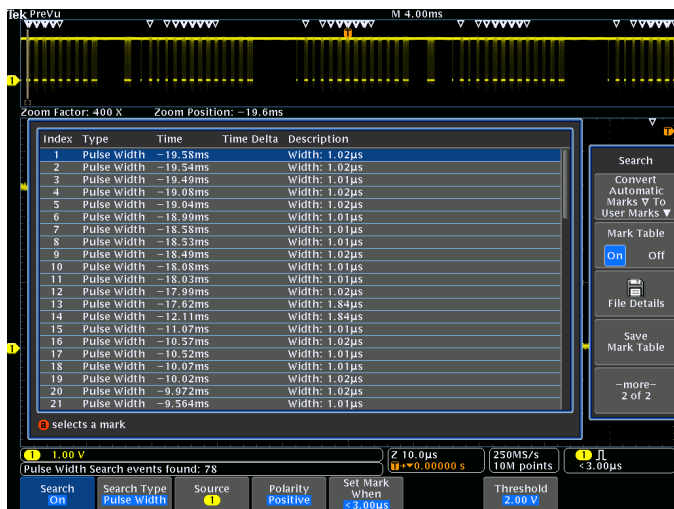 Tek PreVu M 4.00ms
1
Zoom Factor: 400 X Zoom Position: −19.6ms
Index Type Time Time Delta Description
1 Pulse Width −19.58ms Width: 1.02µs
2 Pulse Width −19.54ms Width: 1.02µs
3 Pulse Width −19.49ms Width: 1.01µs
4 Pulse Width −19.08ms Width: 1.02µs
5 Pulse Width −19.04ms Width: 1.02µs
6 Pulse Width −18.99ms Width: 1.01µs
7 Pulse Width −18.58ms Width: 1.01µs
8 Pulse Width −18.53ms Width: 1.01µs
9 Pulse Width −18.49ms Width: 1.02µs
10 Pulse Width −18.08ms Width: 1.01µs
11 Pulse Width −18.03ms Width: 1.01µs
12 Pulse Width −17.99ms Width: 1.02µs
13 Pulse Width −17.62ms Width: 1.84µs
14 Pulse Width −12.11ms Width: 1.84µs
15 Pulse Width −11.07ms Width: 1.01µs
16 Pulse Width −10.57ms Width: 1.02µs
17 Pulse Width −10.52ms Width: 1.01µs
18 Pulse Width −10.07ms Width: 1.01µs
19 Pulse Width −10.02ms Width: 1.02µs
20 Pulse Width −9.972ms Width: 1.02µs
21 Pulse Width −9.564ms Width: 1.01µs
a selects a mark
1
Search
Convert
Automatic
Marks ∇ To
User Marks ▼
Mark Table
On Off
File Details
Save
Mark Table
−more−
2 of 2
1 1.00 V
Pulse Width Search events found: 78
Z 10.0µs
T→▼0.00000 s
250MS/s
10M points
1
<3.00µs
Search
On
Search Type
Pulse Width
Source
1
Polarity
Positive
Set Mark
When
<3.00µs
Threshold
2.00 V